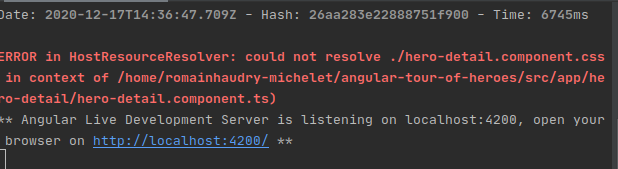 Date: 2020-12-17T14:36:47.709Z - Hash: 26aa283e22888751f900 - Time: 6745ms
ERROR in HostResourceResolver: could not resolve ./hero-detail.component.css
in context of /home/romainhaudry-michelet/angular-tour-of-heroes/src/app/he
ro-detail/hero-detail.component.ts)
** Angular Live Development Server is listening on localhost:4200, open your
browser on http://localhost:4200/ **